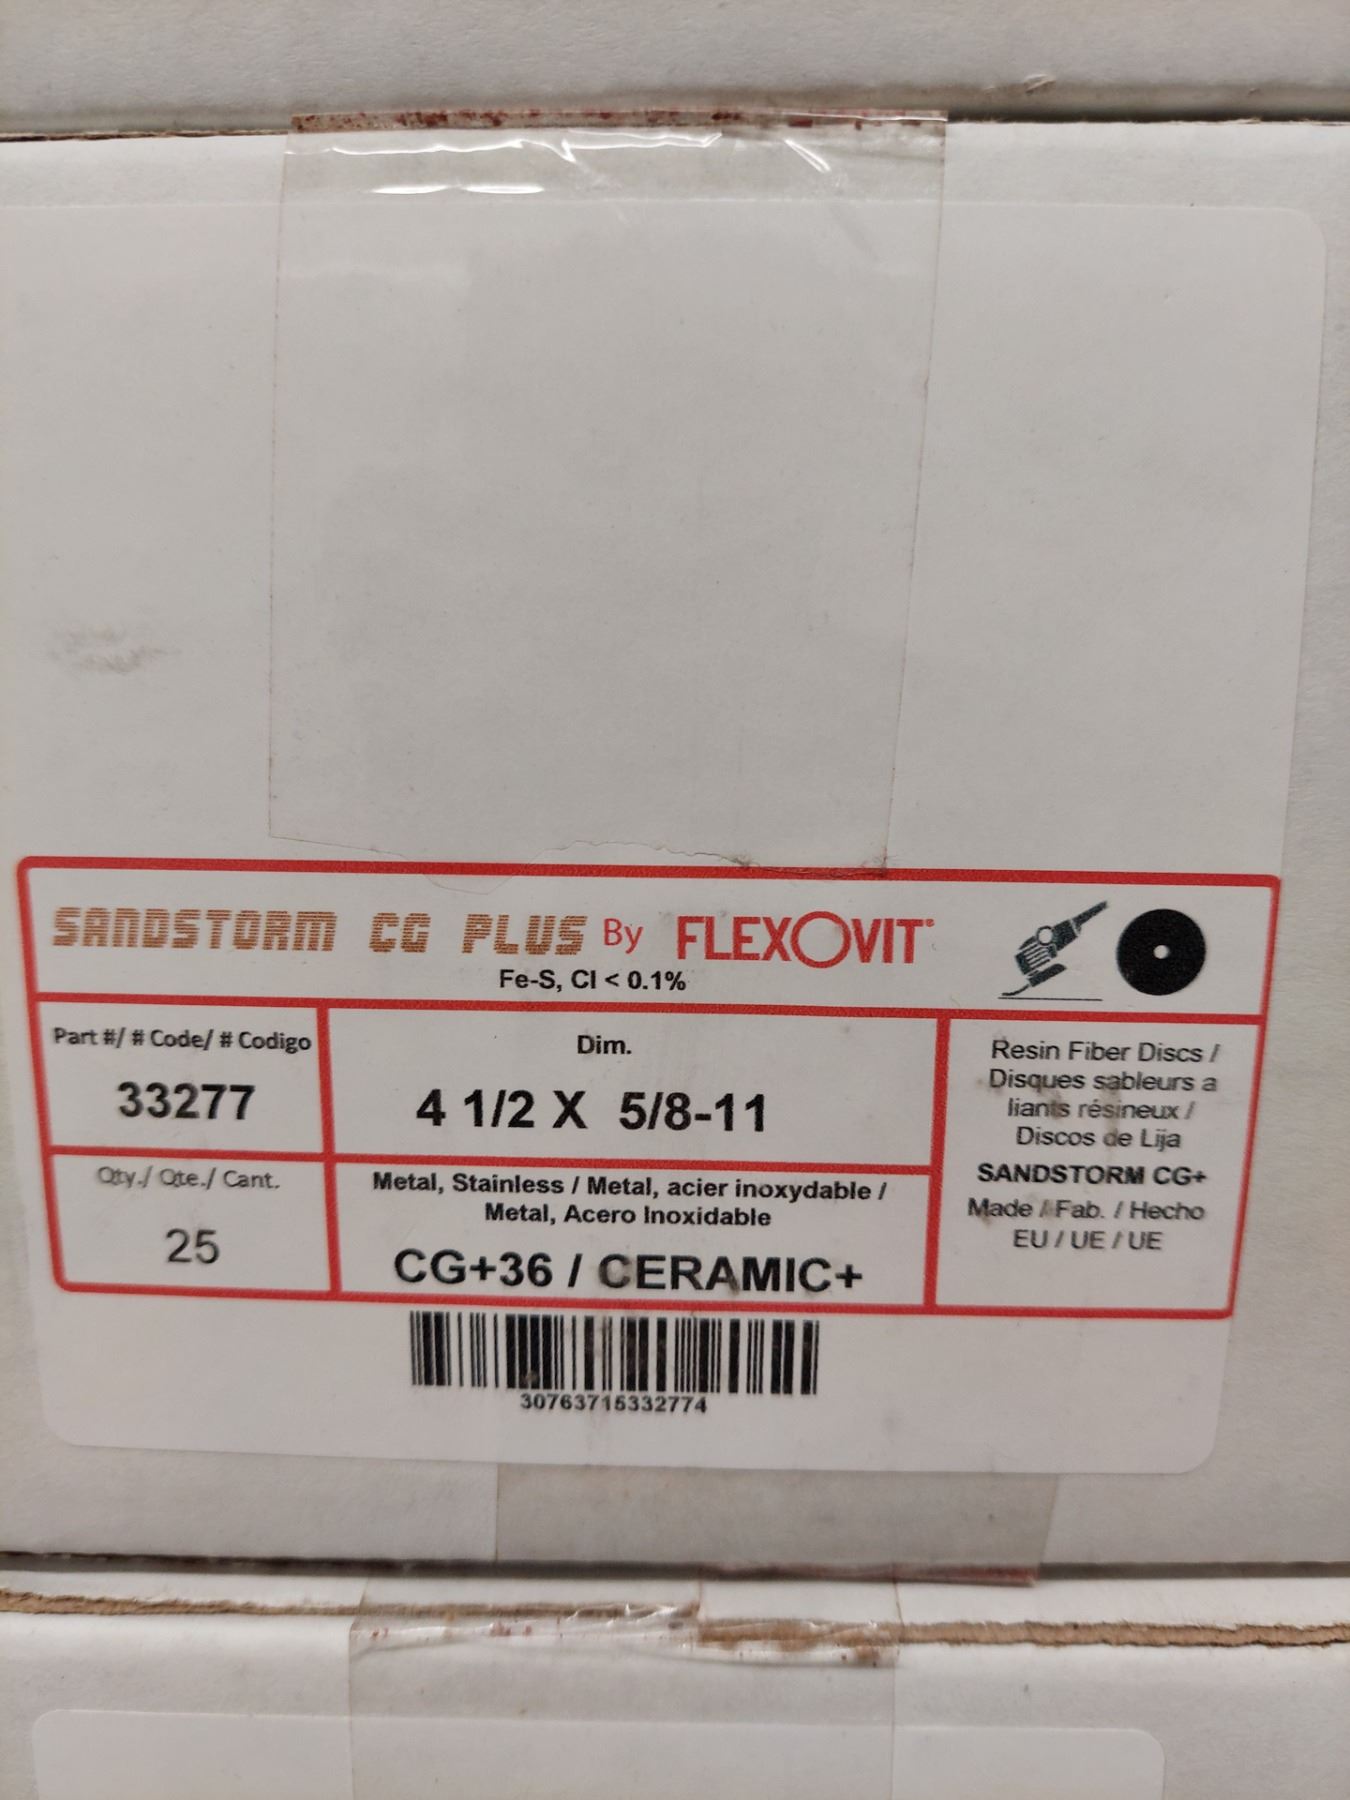 SANDSTORM CG PLUS By FLEXOVIT®
Fe-S, Cl < 0.1%
Part #/ # Code/ # Codigo
33277
Dim.
4 1/2 X 5/8-11
Resin Fiber Discs /
Disques sableurs a
liants résineux /
Discos de Lija
SANDSTORM CG+
Made / Fab. / Hecho
EU / UE / UE
Qty./ Qte./ Cant.
25
Metal, Stainless / Metal, acier inoxydable /
Metal, Acero Inoxidable
CG+36 / CERAMIC+
30763715332774